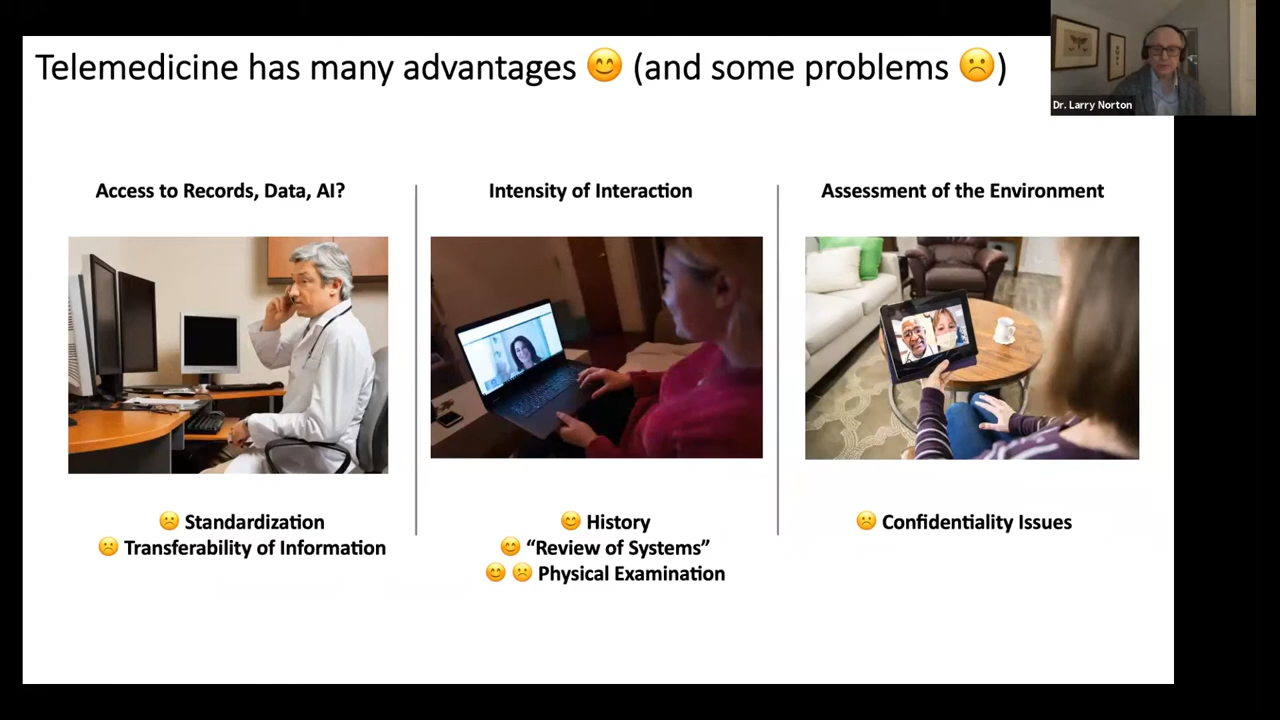 Telemedicine has many advantages 😊 (and some problems ☹️)
Dr. Larry Norton
Access to Records, Data, AI?
Intensity of Interaction
Assessment of the Environment
☹️ Standardization
☹️ Transferability of Information
😊 History
😊 “Review of Systems”
😊 ☹️ Physical Examination
☹️ Confidentiality Issues